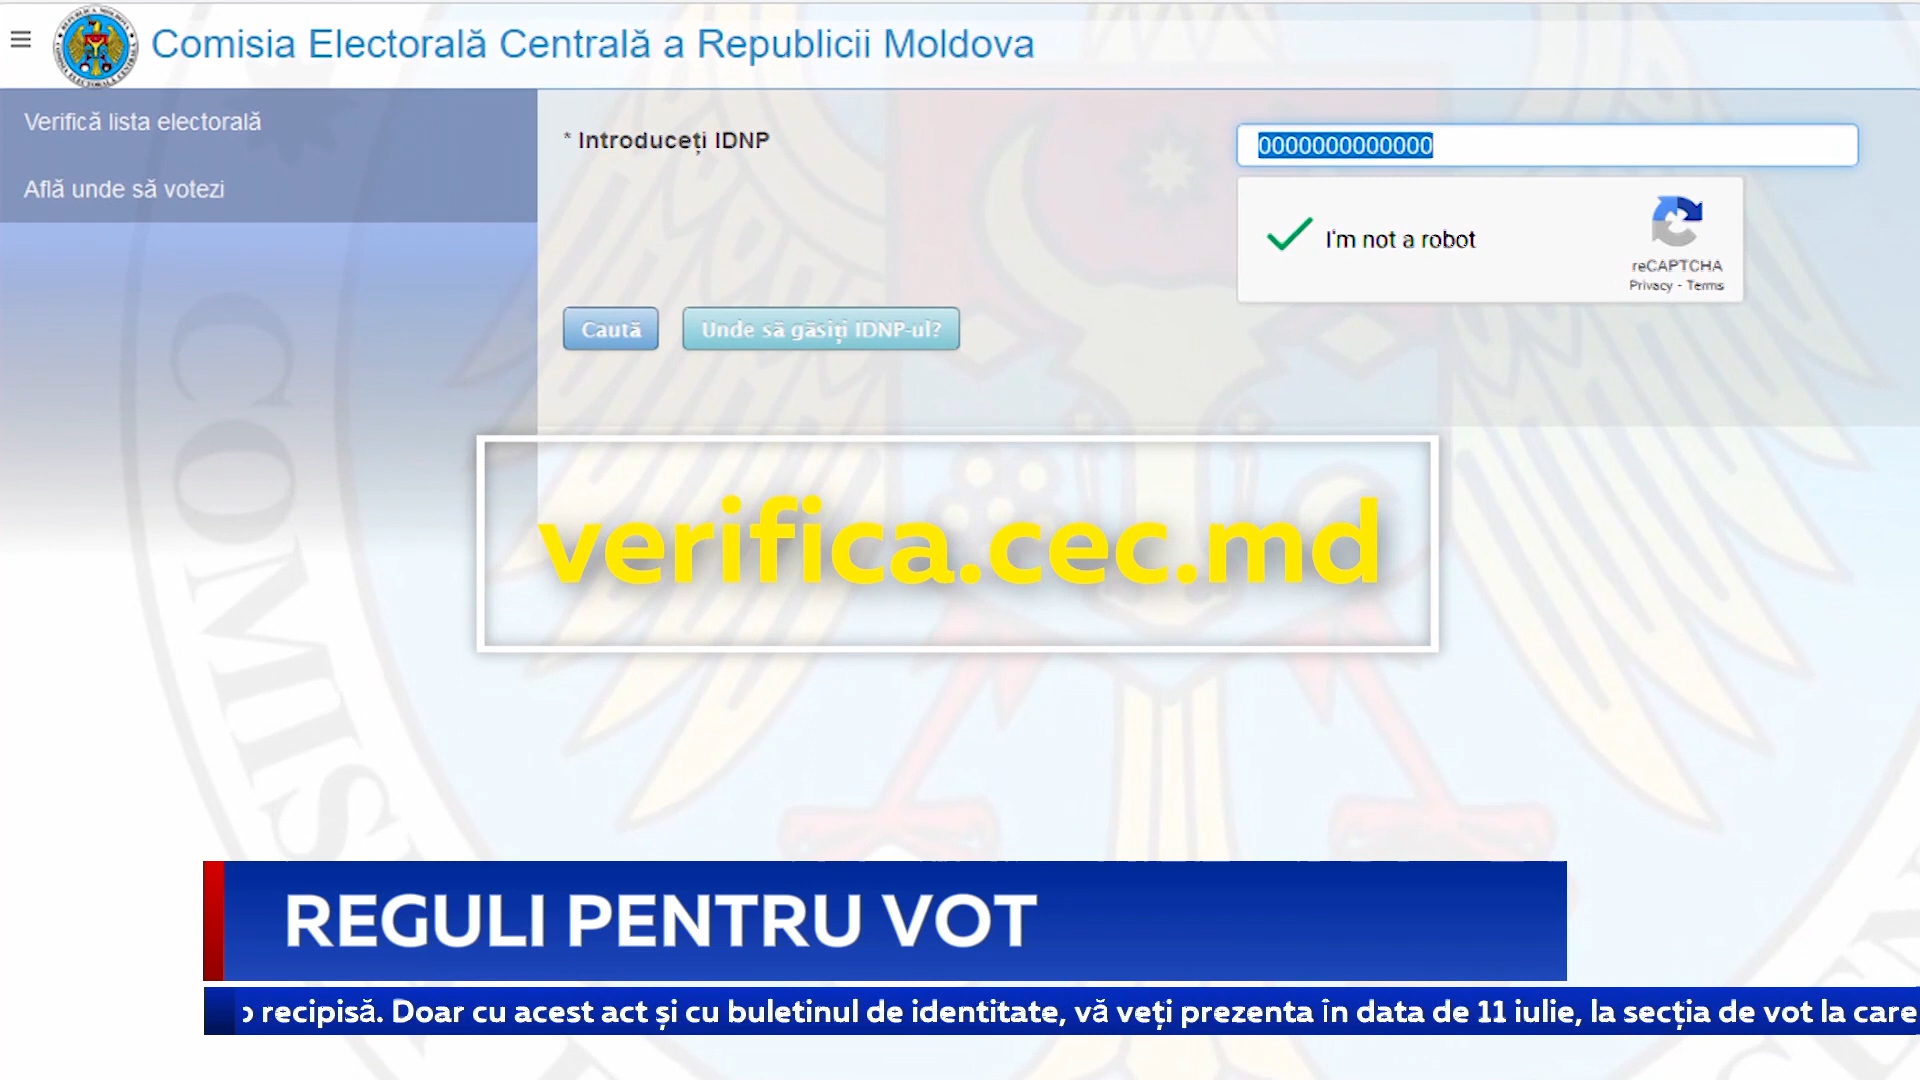 Comisia Electorală Centrală a Republicii Moldova
Verifică lista electorală
Află unde să votezi
* Introduceți IDNP
0000000000000
I'm not a robot
reCAPTCHA
Privacy - Terms
Caută
Unde să găsiți IDNP-ul?
verifica.cec.md
REGULI PENTRU VOT
recipisă. Doar cu acest act și cu buletinul de identitate, vă veți prezenta în data de 11 iulie, la secția de vot la care